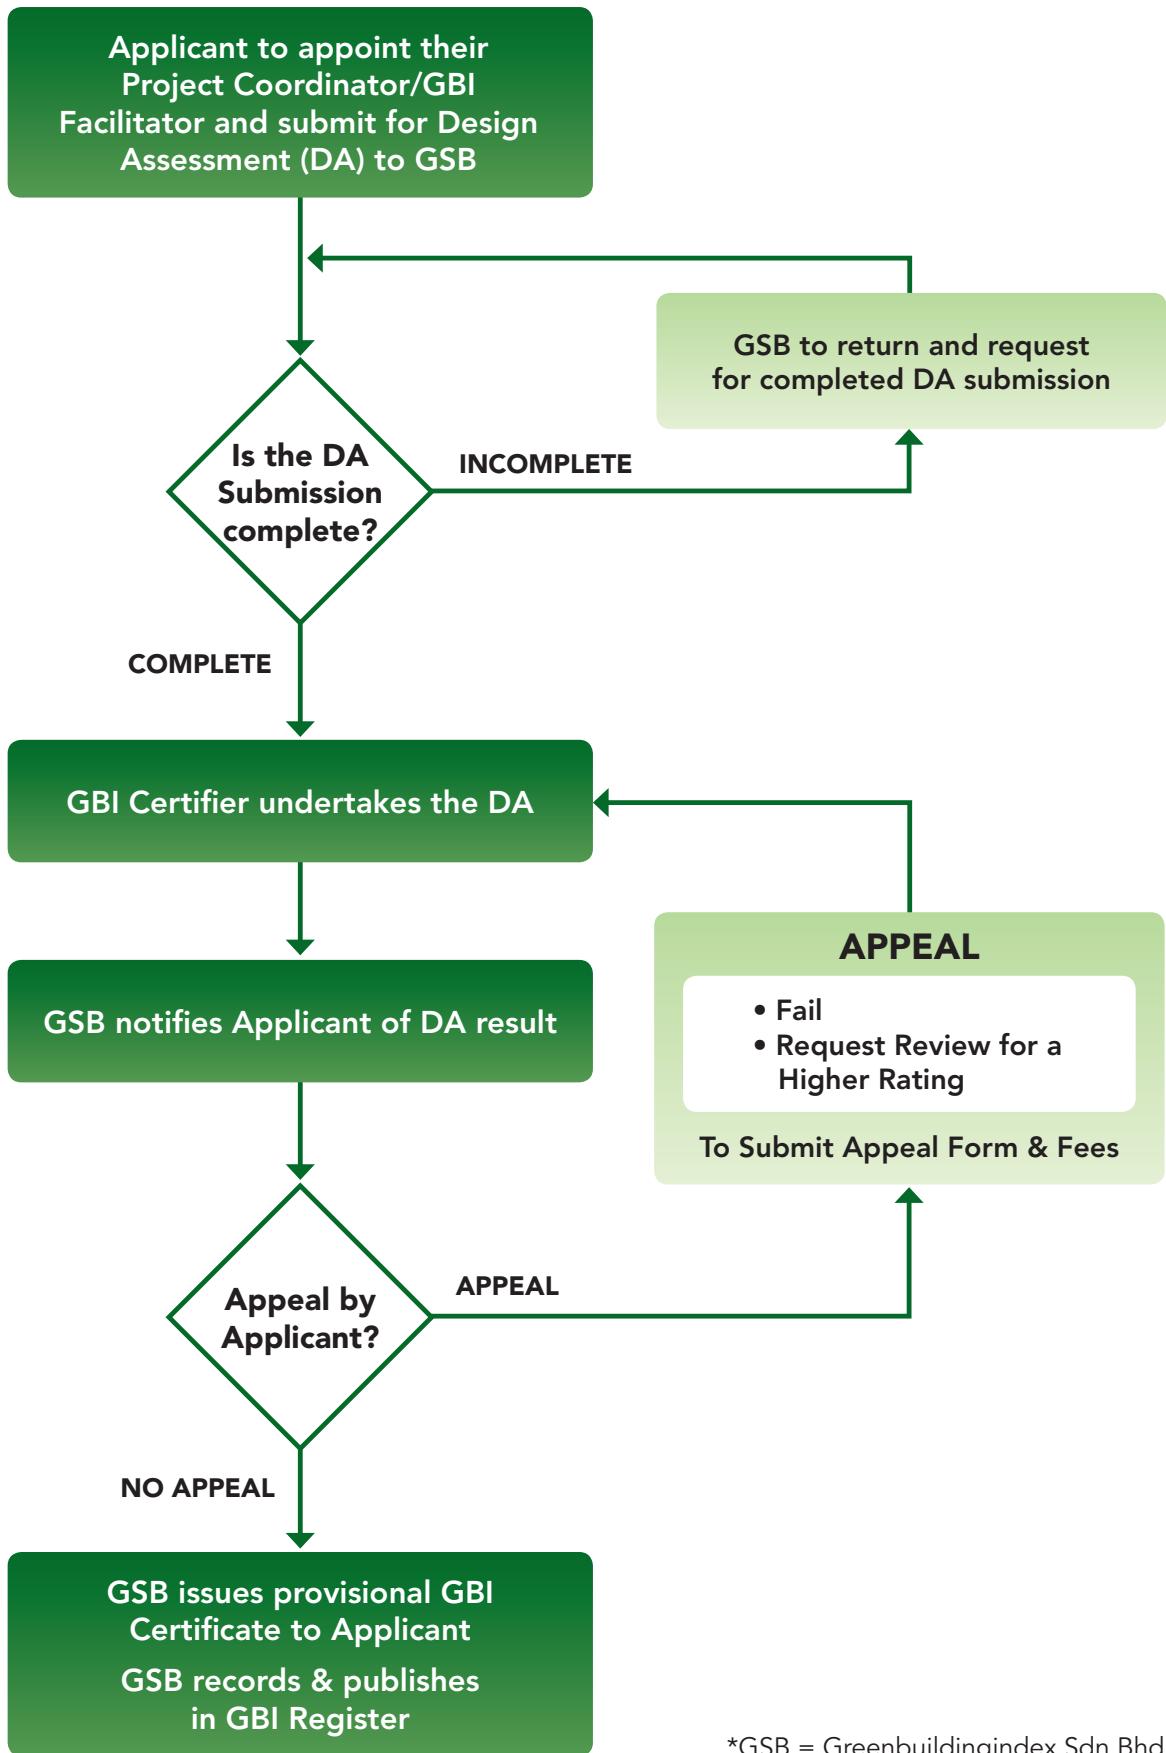 Applicant to appoint their
Project Coordinator/GBI
Facilitator and submit for Design
Assessment (DA) to GSB
GSB to return and request
for completed DA submission
Is the DA
Submission
complete?
INCOMPLETE
COMPLETE
GBI Certifier undertakes the DA
GSB notifies Applicant of DA result
APPEAL
• Fail
• Request Review for a
Higher Rating
To Submit Appeal Form & Fees
Appeal by
Applicant?
APPEAL
NO APPEAL
GSB issues provisional GBI
Certificate to Applicant
GSB records & publishes
in GBI Register
*GSB = Greenbuildingindex Sdn Bhd